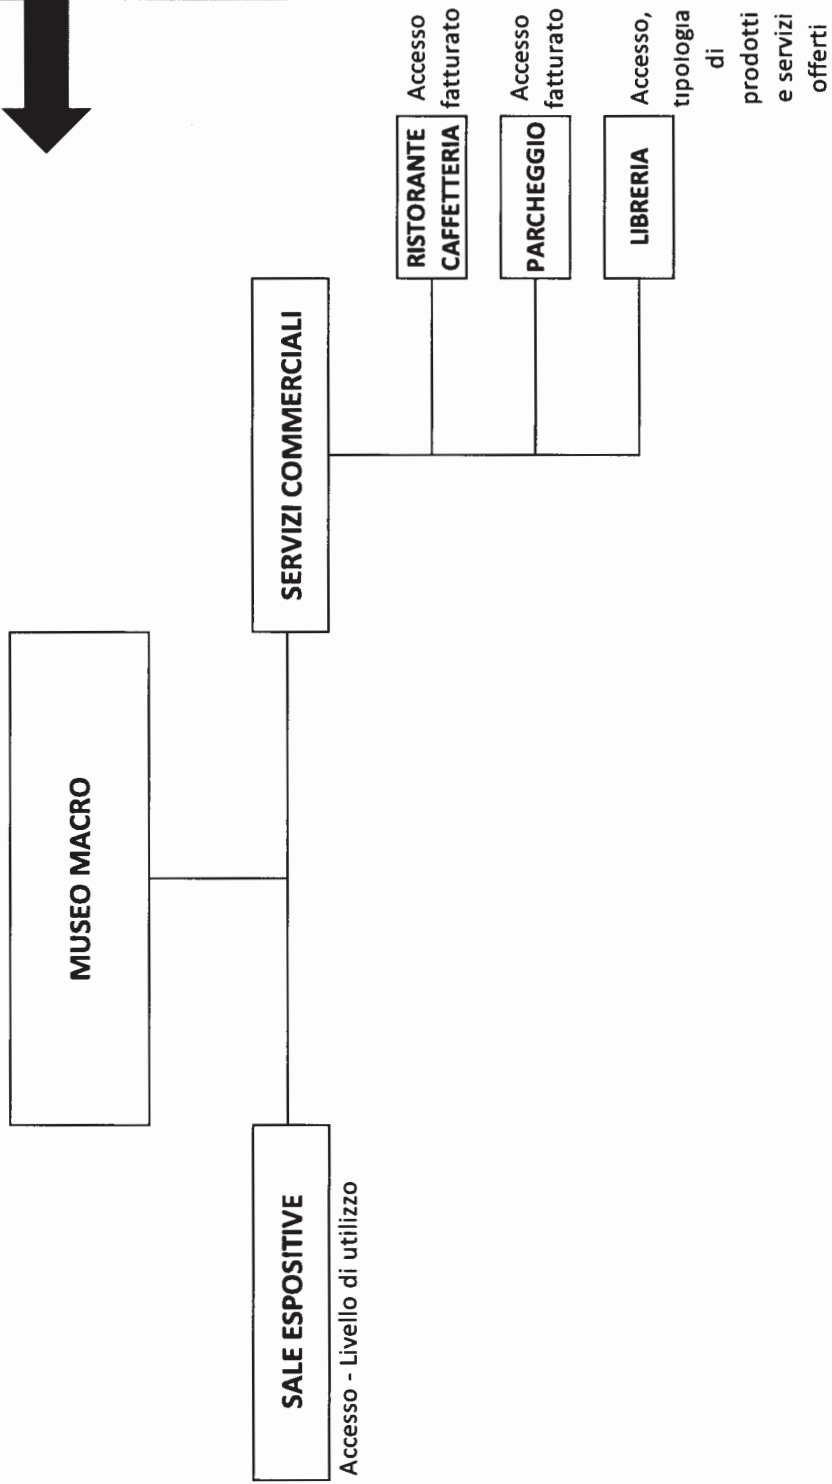 MUSEO MACRO
SALE ESPOSITIVE
Accesso - Livello di utilizzo
SERVIZI COMMERCIALI
RISTORANTE
CAFFETTERIA
Accesso
fatturato
PARCHEGGIO
Accesso
fatturato
LIBRERIA
Accesso,
tipologia
di
prodotti
e servizi
offerti